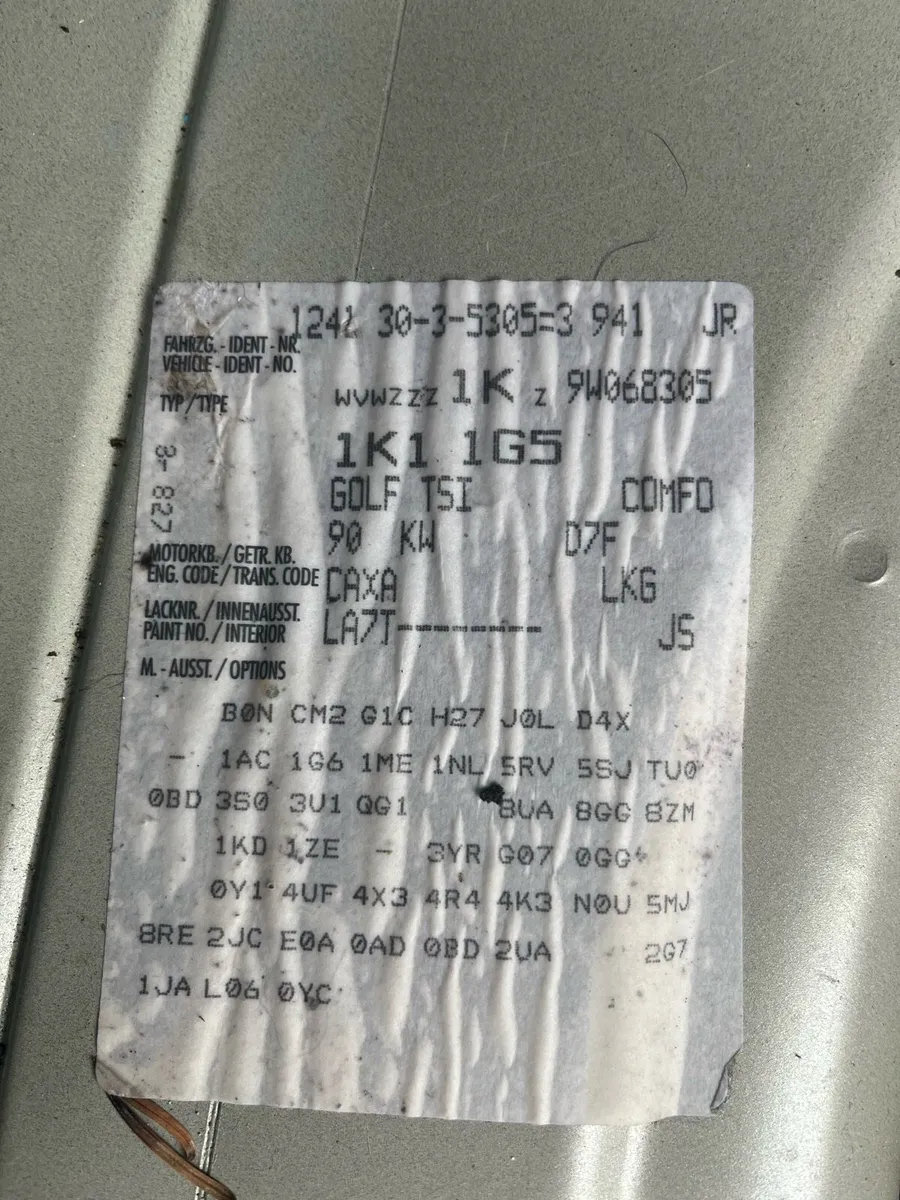 1241 30-3-5305=3 941 JR
FAHRZG. - IDENT - NR.
VEHICLE - IDENT - NO.
WVWZZZ 1K Z 9W068305
TYP / TYPE
1K1 1G5
3- 827
GOLF TSI COMFO
90 KW D7F
MOTORKB. / GETR. KB.
ENG. CODE / TRANS. CODE CAXA LKG
LACKNR. / INNENAUSST.
PAINT NO. / INTERIOR LA7T------- JS
M. - AUSST. / OPTIONS
B0N CM2 G1C H27 J0L D4X
- 1AC 1G6 1ME 1NL 5RV 5SJ TU0
0BD 3S0 3U1 QG1 8UA 8GG 8ZM
1KD 1ZE - 3YR G07 0GG
0Y1 4UF 4X3 4R4 4K3 N0U 5MJ
8RE 2JC E0A 0AD 0BD 2UA 2G7
1JA L06 0YC